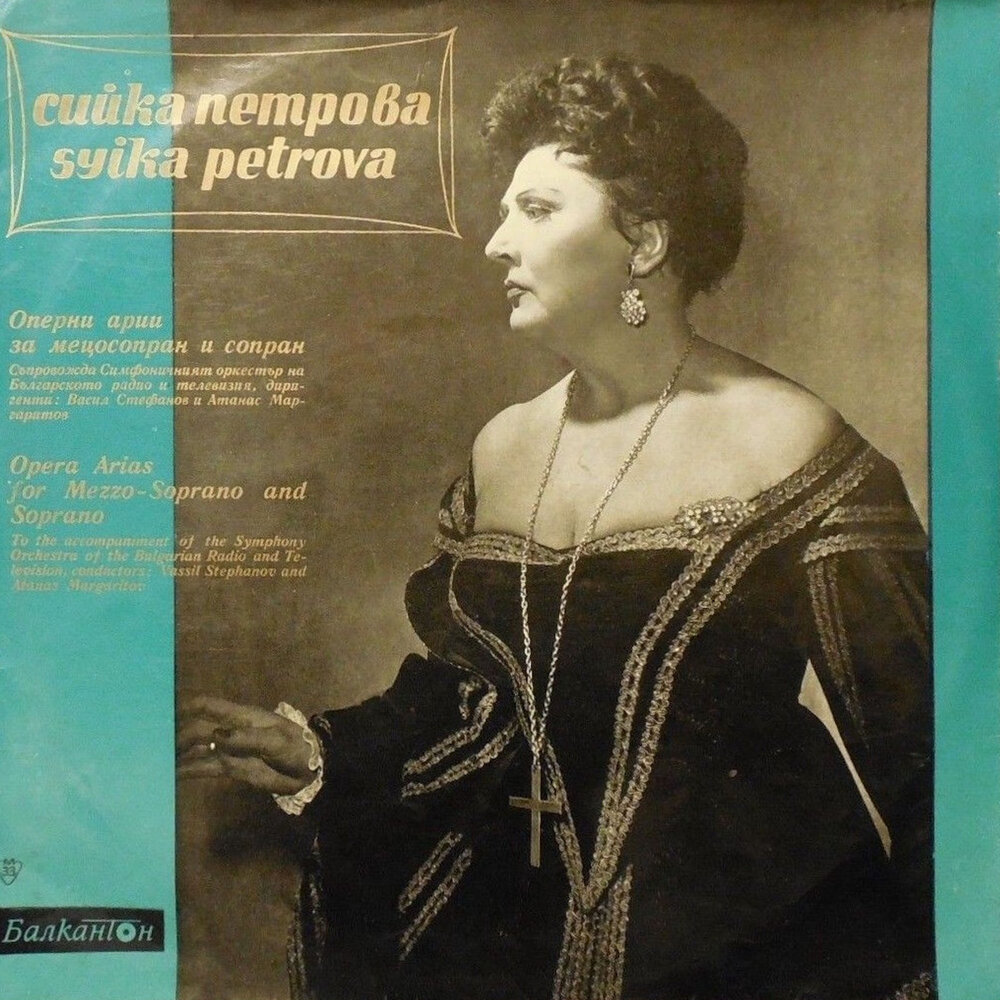 сийка петрова
syika petrova
Оперни арии
за мецосопран и сопран
Съпровожда Симфоничният оркестър на
Българското радио и телевизия, дири-
генти: Васил Стефанов и Атанас Мар-
гаритов
Opera Arias
for Mezzo-Soprano and
Soprano
To the accompaniment of the Symphony
Orchestra of the Bulgarian Radio and Te-
levision, conductors: Vassil Stephanov and
Atanas Margaritov
M
33
Балкантон